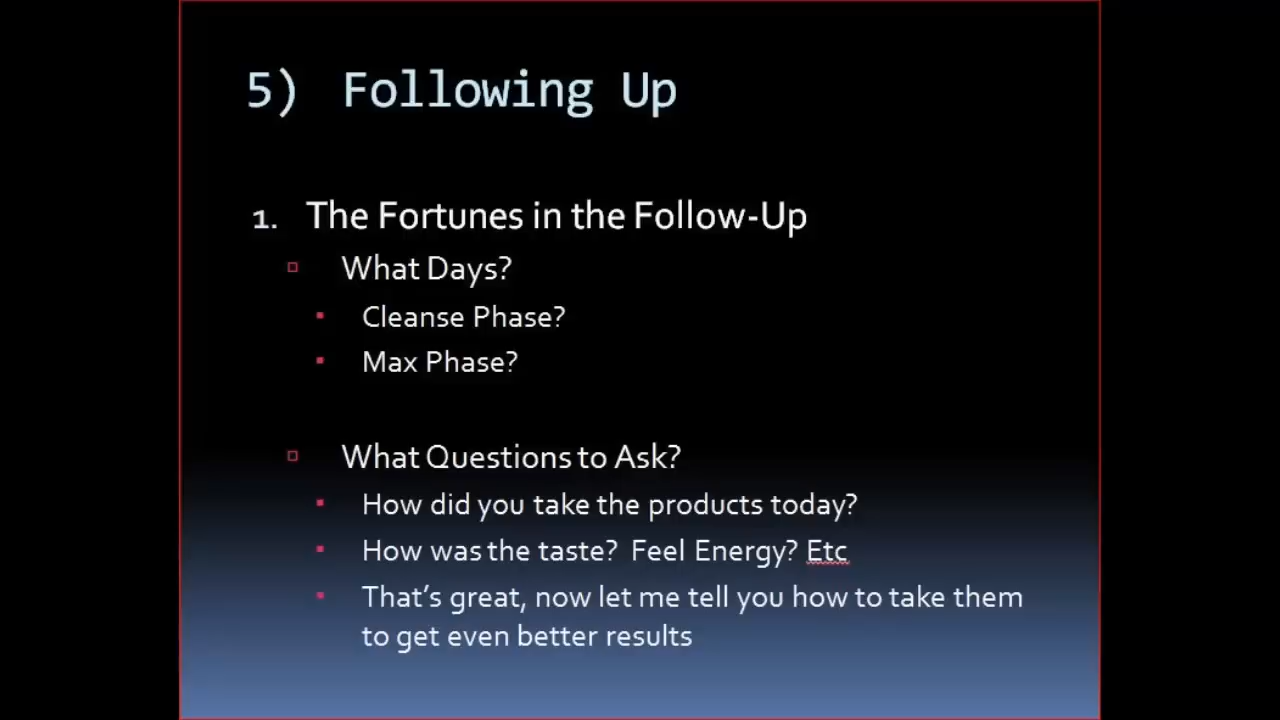 5) Following Up
1. The Fortunes in the Follow-Up
What Days?
Cleanse Phase?
Max Phase?
What Questions to Ask?
How did you take the products today?
How was the taste? Feel Energy? Etc
That's great, now let me tell you how to take them
to get even better results